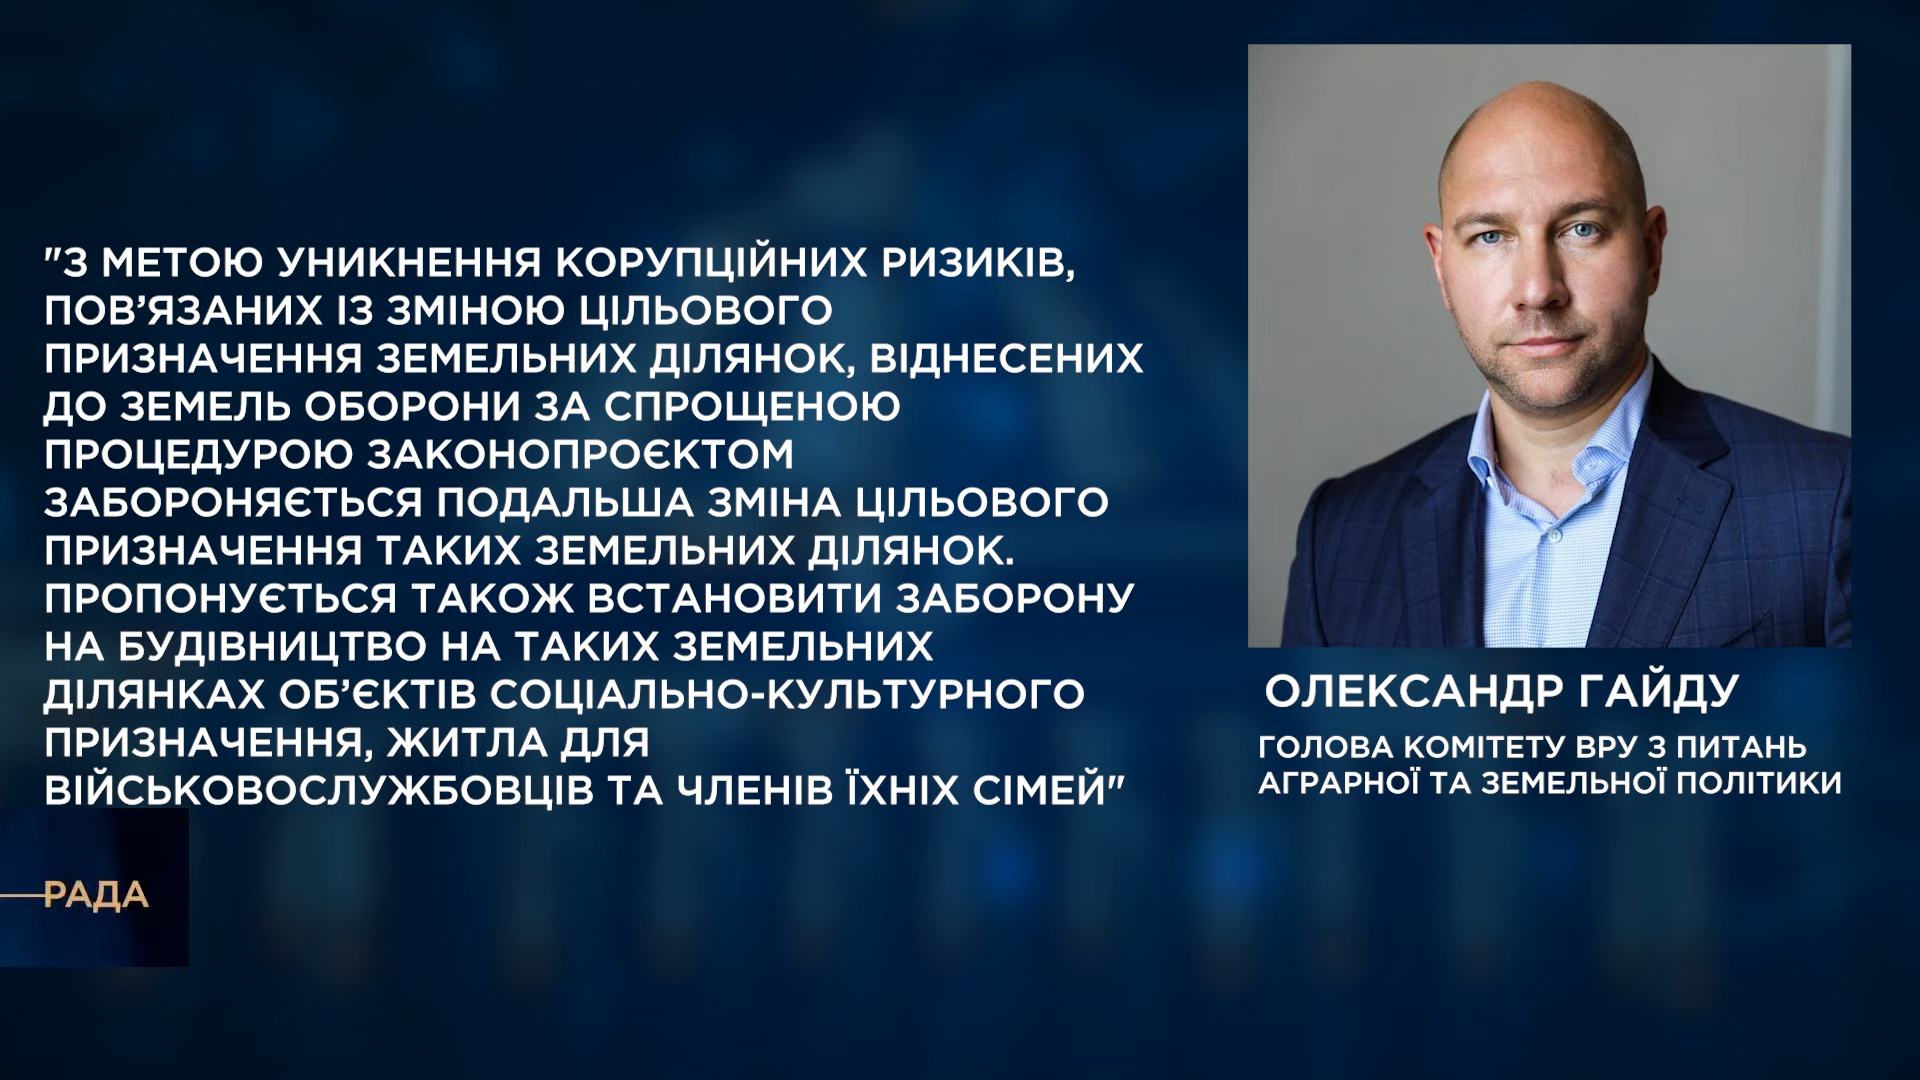 "З МЕТОЮ УНИКНЕННЯ КОРУПЦІЙНИХ РИЗИКІВ,
ПОВ’ЯЗАНИХ ІЗ ЗМІНОЮ ЦІЛЬОВОГО
ПРИЗНАЧЕННЯ ЗЕМЕЛЬНИХ ДІЛЯНОК, ВІДНЕСЕНИХ
ДО ЗЕМЕЛЬ ОБОРОНИ ЗА СПРОЩЕНОЮ
ПРОЦЕДУРОЮ ЗАКОНОПРОЄКТОМ
ЗАБОРОНЯЄТЬСЯ ПОДАЛЬША ЗМІНА ЦІЛЬОВОГО
ПРИЗНАЧЕННЯ ТАКИХ ЗЕМЕЛЬНИХ ДІЛЯНОК.
ПРОПОНУЄТЬСЯ ТАКОЖ ВСТАНОВИТИ ЗАБОРОНУ
НА БУДІВНИЦТВО НА ТАКИХ ЗЕМЕЛЬНИХ
ДІЛЯНКАХ ОБ’ЄКТІВ СОЦІАЛЬНО-КУЛЬТУРНОГО
ПРИЗНАЧЕННЯ, ЖИТЛА ДЛЯ
ВІЙСЬКОВОСЛУЖБОВЦІВ ТА ЧЛЕНІВ ЇХНІХ СІМЕЙ"
ОЛЕКСАНДР ГАЙДУ
ГОЛОВА КОМІТЕТУ ВРУ З ПИТАНЬ
АГРАРНОЇ ТА ЗЕМЕЛЬНОЇ ПОЛІТИКИ
РАДА